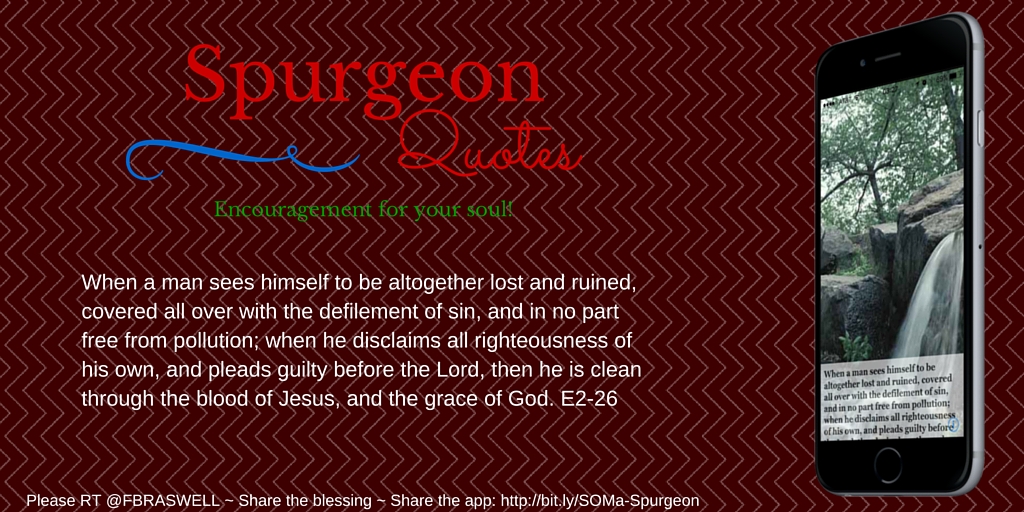 Spurgeon
Quotes
Encouragement for your soul!
When a man sees himself to be altogether lost and ruined,
covered all over with the defilement of sin, and in no part
free from pollution; when he disclaims all righteousness of
his own, and pleads guilty before the Lord, then he is clean
through the blood of Jesus, and the grace of God. E2-26
When a man sees himself to be
altogether lost and ruined, covered
all over with the defilement of sin,
and in no part free from pollution;
when he disclaims all righteousness
of his own, and pleads guilty before
Please RT @FBRASWELL ~ Share the blessing ~ Share the app: http://bit.ly/SOMa-Spurgeon